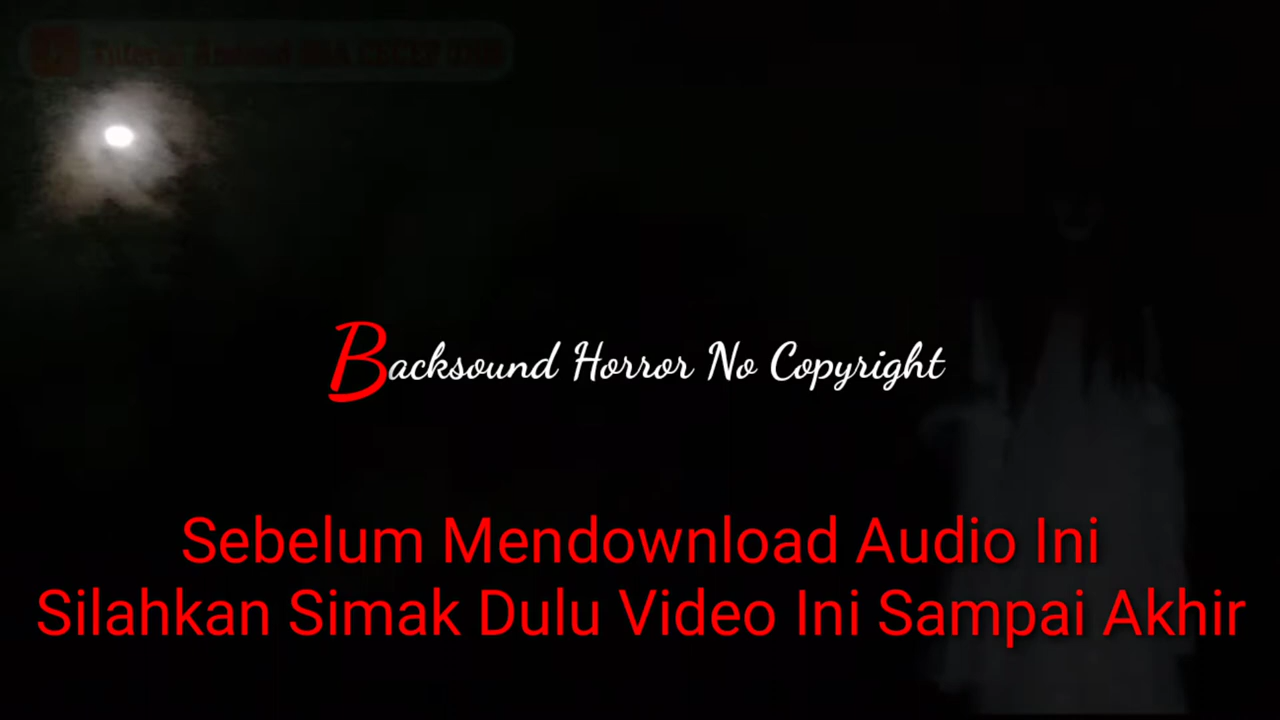 Backsound Horror No Copyright
Sebelum Mendownload Audio Ini
Silahkan Simak Dulu Video Ini Sampai Akhir